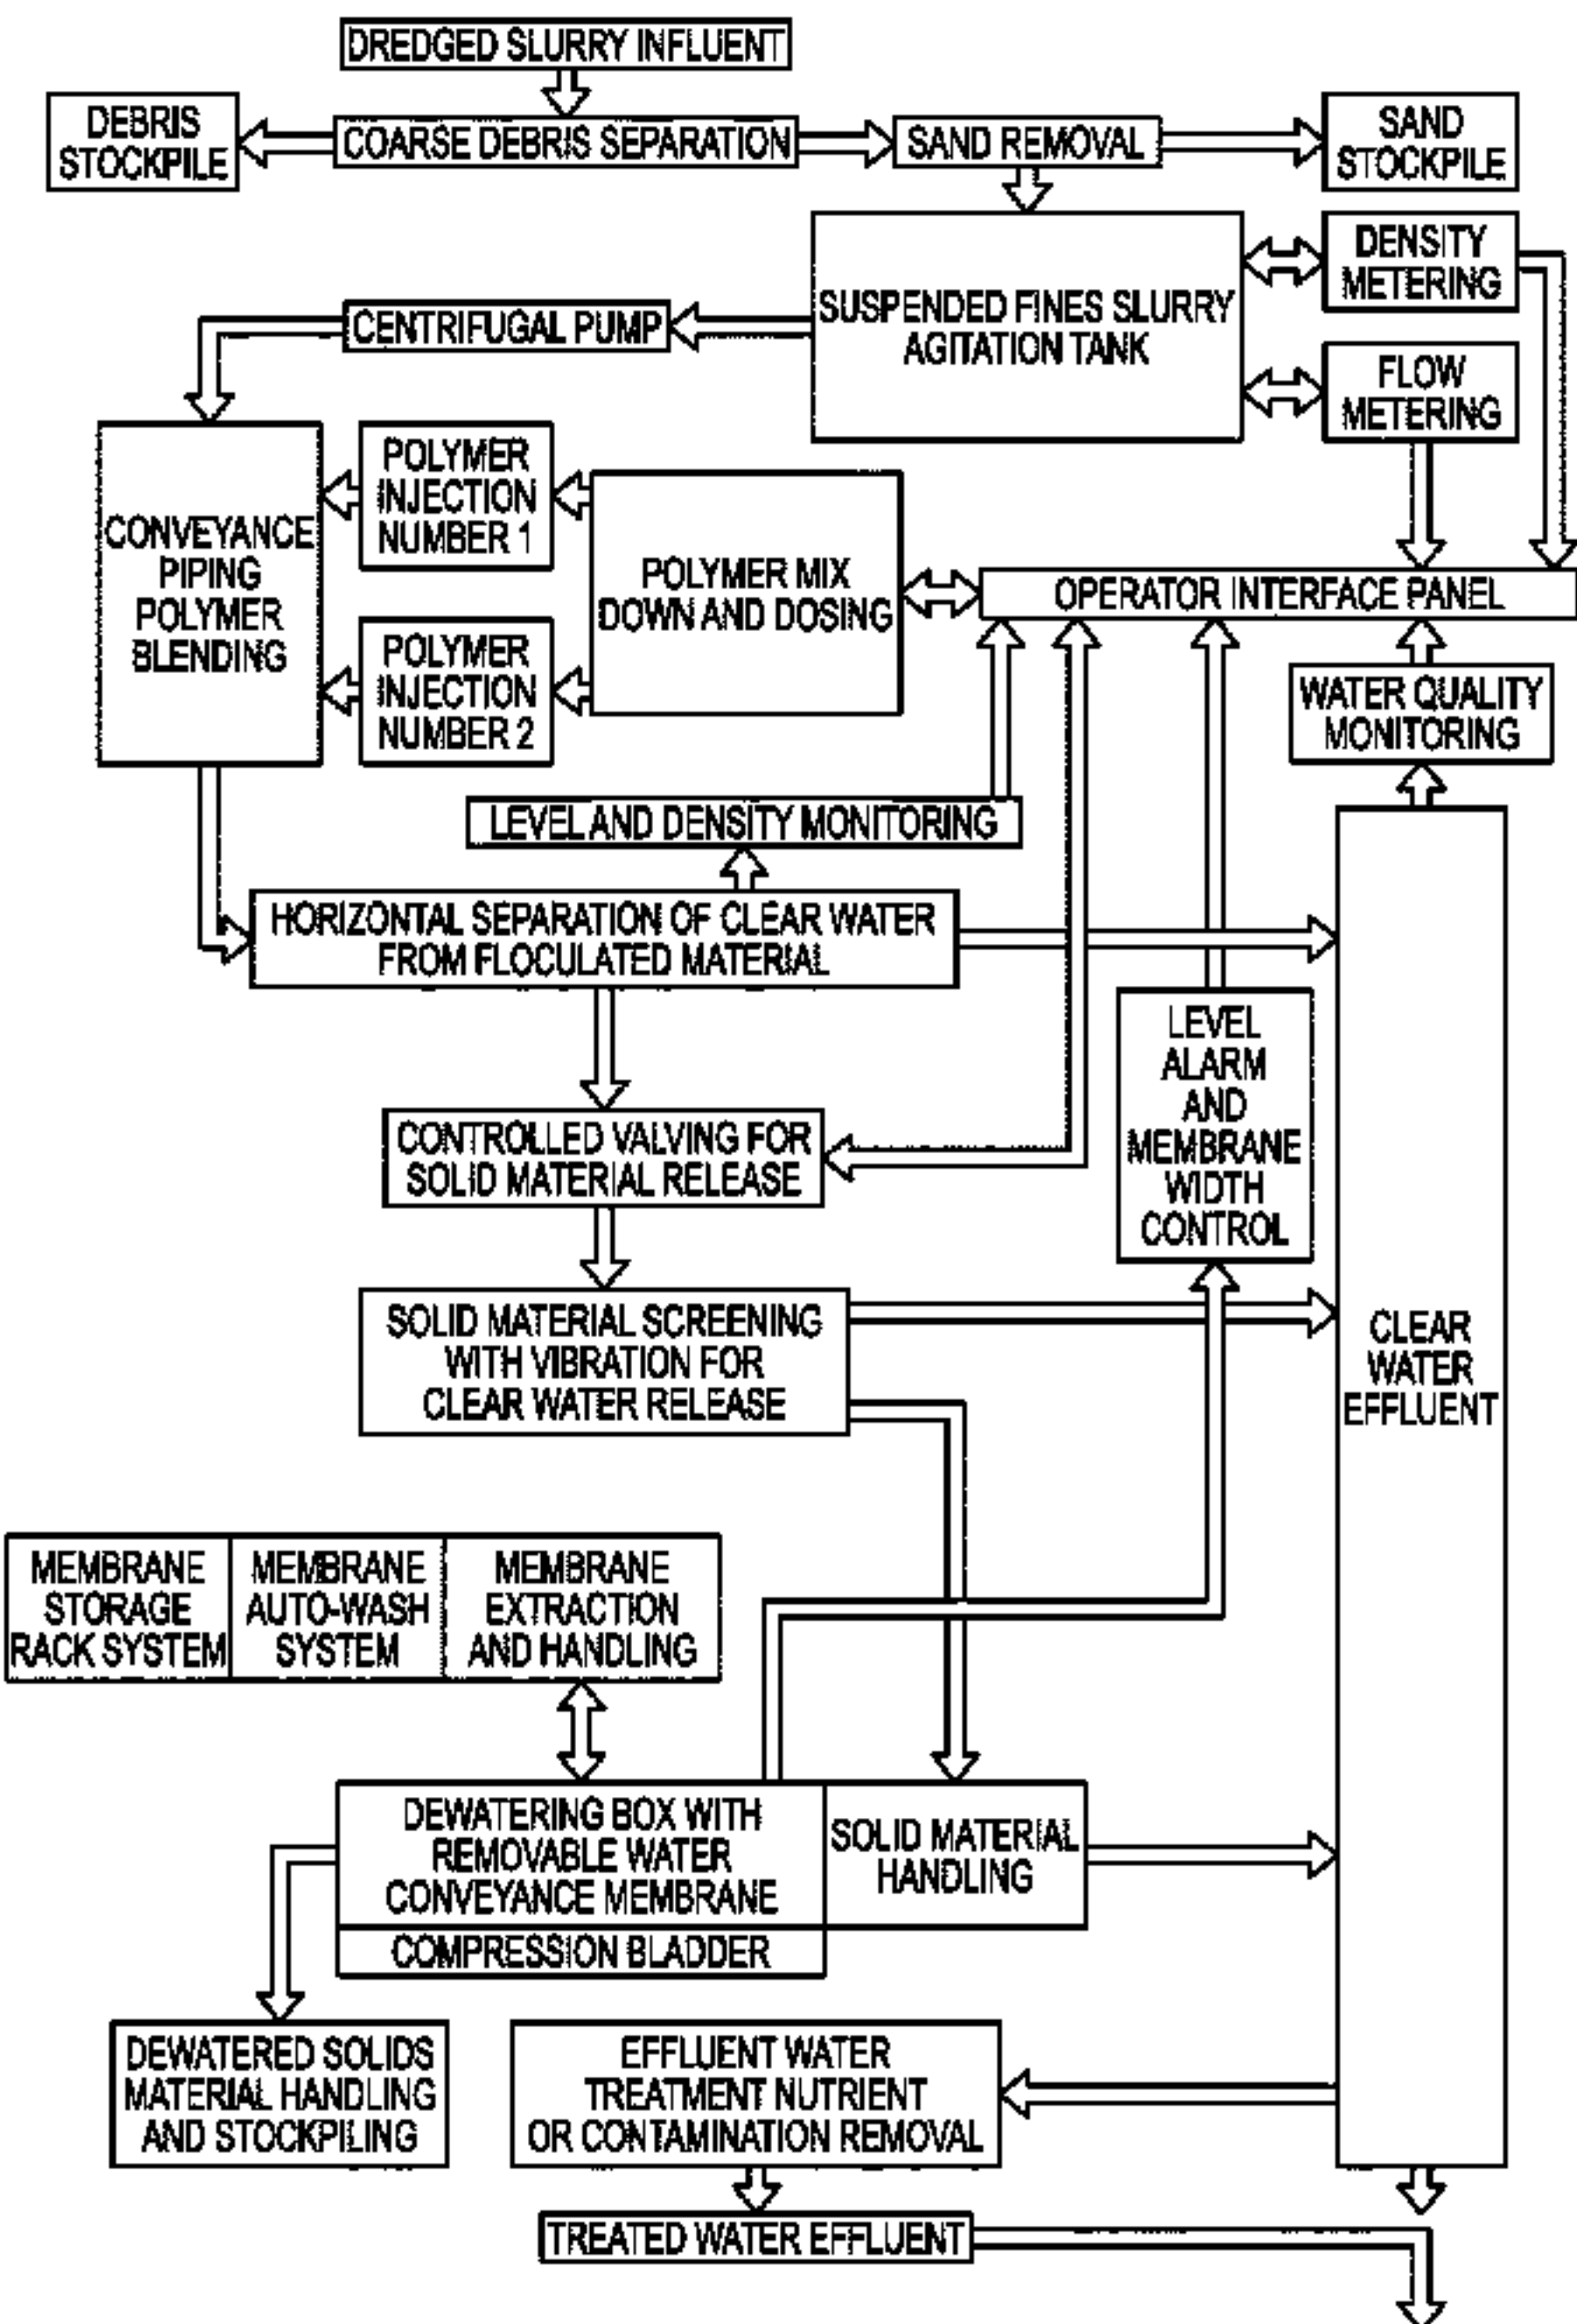 DREDGED SLURRY INFLUENT
DEBRIS
STOCKPILE
COARSE DEBRIS SEPARATION
SAND REMOVAL
SAND
STOCKPILE
SUSPENDED FINES SLURRY
AGITATION TANK
DENSITY
METERING
CENTRIFUGAL PUMP
FLOW
METERING
CONVEYANCE
PIPING
POLYMER
BLENDING
POLYMER
INJECTION
NUMBER 1
POLYMER MIX
DOWN AND DOSING
OPERATOR INTERFACE PANEL
POLYMER
INJECTION
NUMBER 2
WATER QUALITY
MONITORING
LEVEL AND DENSITY MONITORING
HORIZONTAL SEPARATION OF CLEAR WATER
FROM FLOCULATED MATERIAL
LEVEL
ALARM
AND
MEMBRANE
WIDTH
CONTROL
CONTROLLED VALVING FOR
SOLID MATERIAL RELEASE
SOLID MATERIAL SCREENING
WITH VIBRATION FOR
CLEAR WATER RELEASE
CLEAR
WATER
EFFLUENT
MEMBRANE
STORAGE
RACK SYSTEM
MEMBRANE
AUTO-WASH
SYSTEM
MEMBRANE
EXTRACTION
AND HANDLING
DEWATERING BOX WITH
REMOVABLE WATER
CONVEYANCE MEMBRANE
SOLID MATERIAL
HANDLING
COMPRESSION BLADDER
DEWATERED SOLIDS
MATERIAL HANDLING
AND STOCKPILING
EFFLUENT WATER
TREATMENT NUTRIENT
OR CONTAMINATION REMOVAL
TREATED WATER EFFLUENT